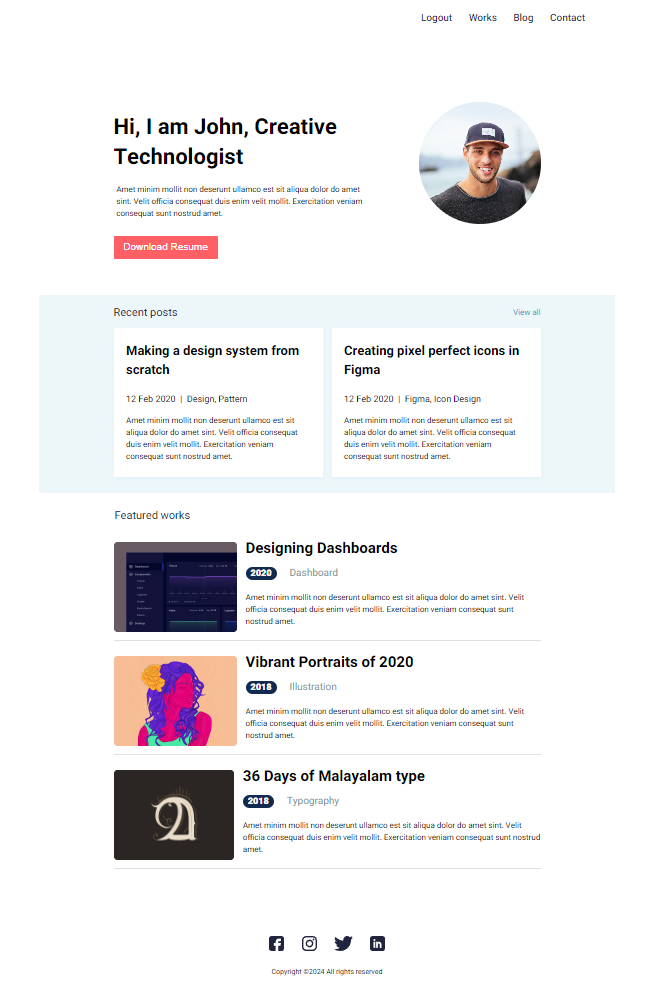 Logout Works Blog Contact
Hi, I am John, Creative
Technologist
Amet minim mollit non deserunt ullamco est sit aliqua dolor do amet
sint. Velit officia consequat duis enim velit mollit. Exercitation veniam
consequat sunt nostrud amet.
Download Resume
Recent posts
View all
Making a design system from
scratch
12 Feb 2020 | Design, Pattern
Amet minim mollit non deserunt ullamco est sit
aliqua dolor do amet sint. Velit officia consequat
duis enim velit mollit. Exercitation veniam
consequat sunt nostrud amet.
Creating pixel perfect icons in
Figma
12 Feb 2020 | Figma, Icon Design
Amet minim mollit non deserunt ullamco est sit
aliqua dolor do amet sint. Velit officia consequat
duis enim velit mollit. Exercitation veniam
consequat sunt nostrud amet.
Featured works
Designing Dashboards
2020 Dashboard
Amet minim mollit non deserunt ullamco est sit aliqua dolor do amet sint. Velit
officia consequat duis enim velit mollit. Exercitation veniam consequat sunt
nostrud amet.
Vibrant Portraits of 2020
2018 Illustration
Amet minim mollit non deserunt ullamco est sit aliqua dolor do amet sint. Velit
officia consequat duis enim velit mollit. Exercitation veniam consequat sunt
nostrud amet.
36 Days of Malayalam type
2018 Typography
Amet minim mollit non deserunt ullamco est sit aliqua dolor do amet sint. Velit
officia consequat duis enim velit mollit. Exercitation veniam consequat sunt nostrud
amet.
Copyright ©2024 All rights reserved